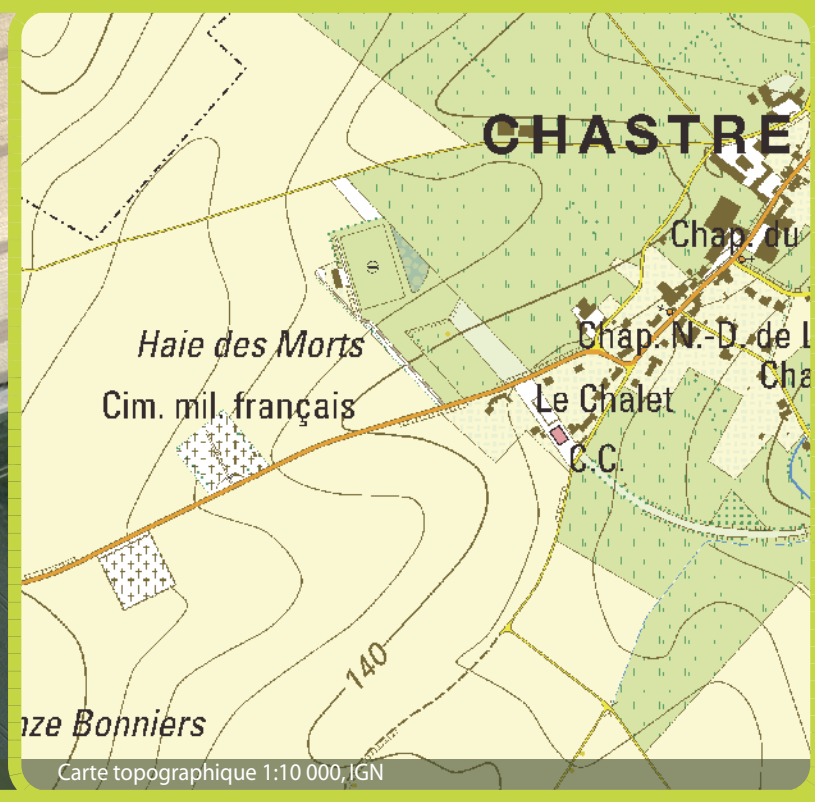 CHASTRE
Chap. du
Haie des Morts
Chap. N.-D. de L
Cha
Cim. mil. français
Le Chalet
C.C.
140
nze Bonniers
Carte topographique 1:10 000, IGN